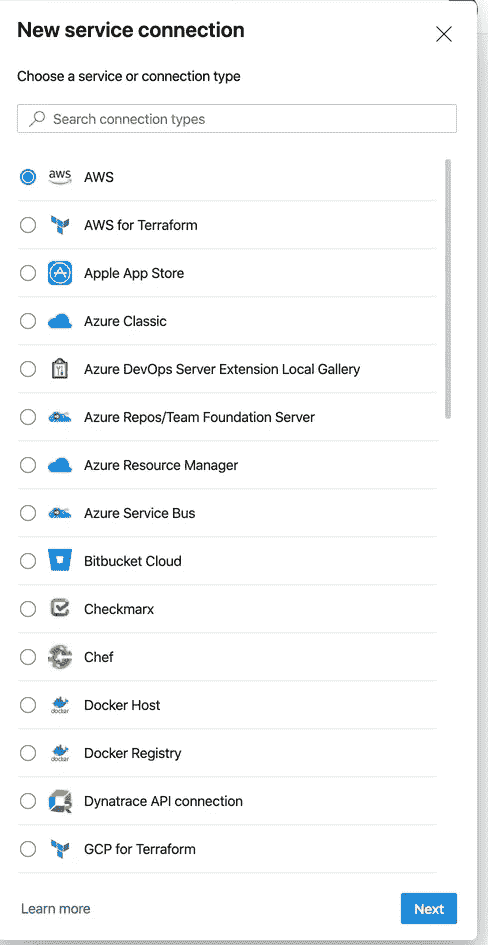 New service connection
Choose a service or connection type
Search connection types
aws AWS
AWS for Terraform
Apple App Store
Azure Classic
Azure DevOps Server Extension Local Gallery
Azure Repos/Team Foundation Server
Azure Resource Manager
Azure Service Bus
Bitbucket Cloud
Checkmarx
Chef
docker Docker Host
docker Docker Registry
Dynatrace API connection
GCP for Terraform
Learn more Next